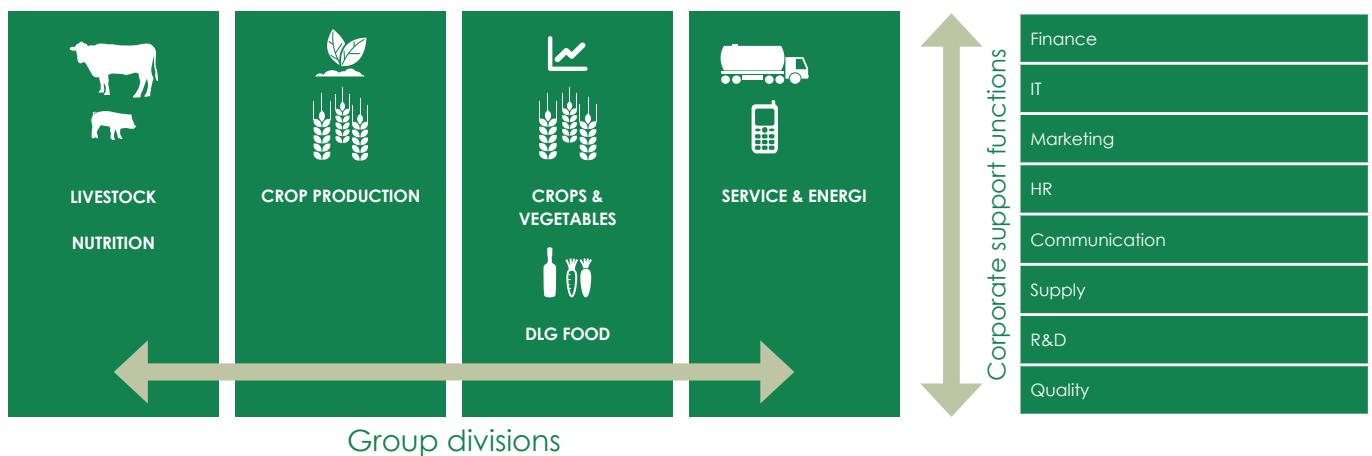 LIVESTOCK
NUTRITION
CROP PRODUCTION
CROPS &
VEGETABLES
DLG FOOD
SERVICE & ENERGI
Group divisions
Corporate support functions
Finance
IT
Marketing
HR
Communication
Supply
R&D
Quality